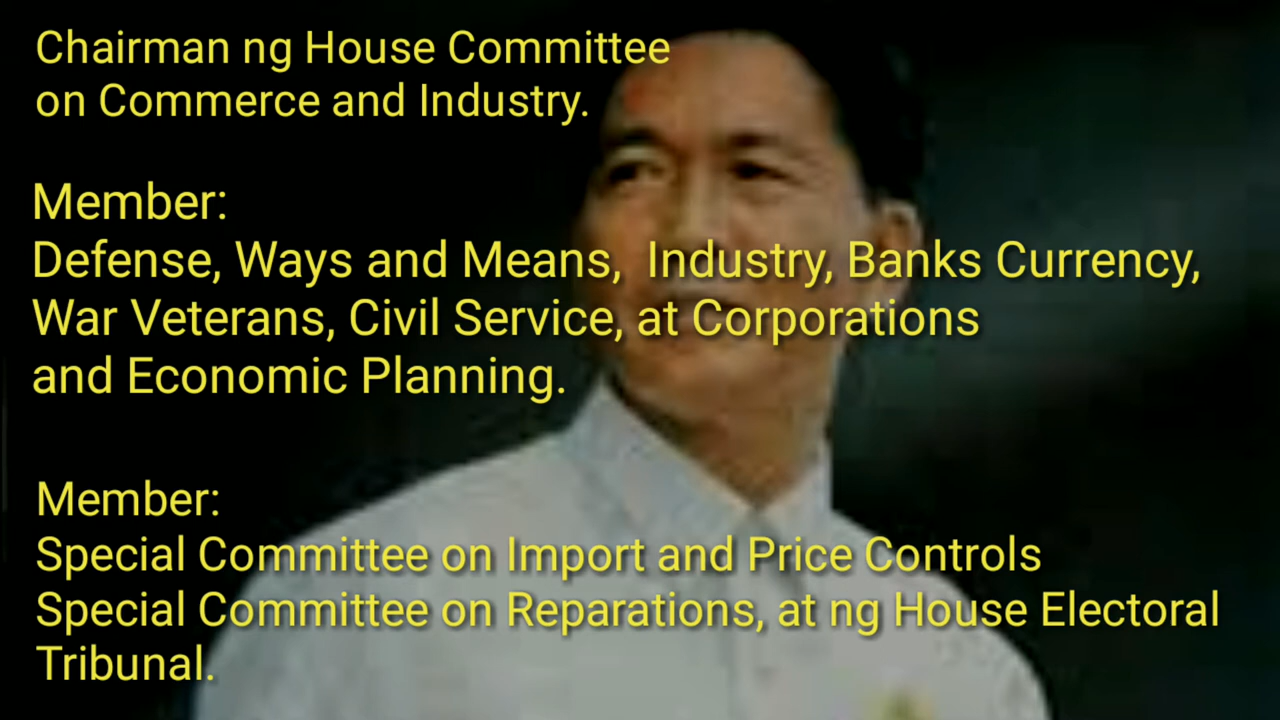 Chairman ng House Committee
on Commerce and Industry.
Member:
Defense, Ways and Means, Industry, Banks Currency,
War Veterans, Civil Service, at Corporations
and Economic Planning.
Member:
Special Committee on Import and Price Controls
Special Committee on Reparations, at ng House Electoral
Tribunal.